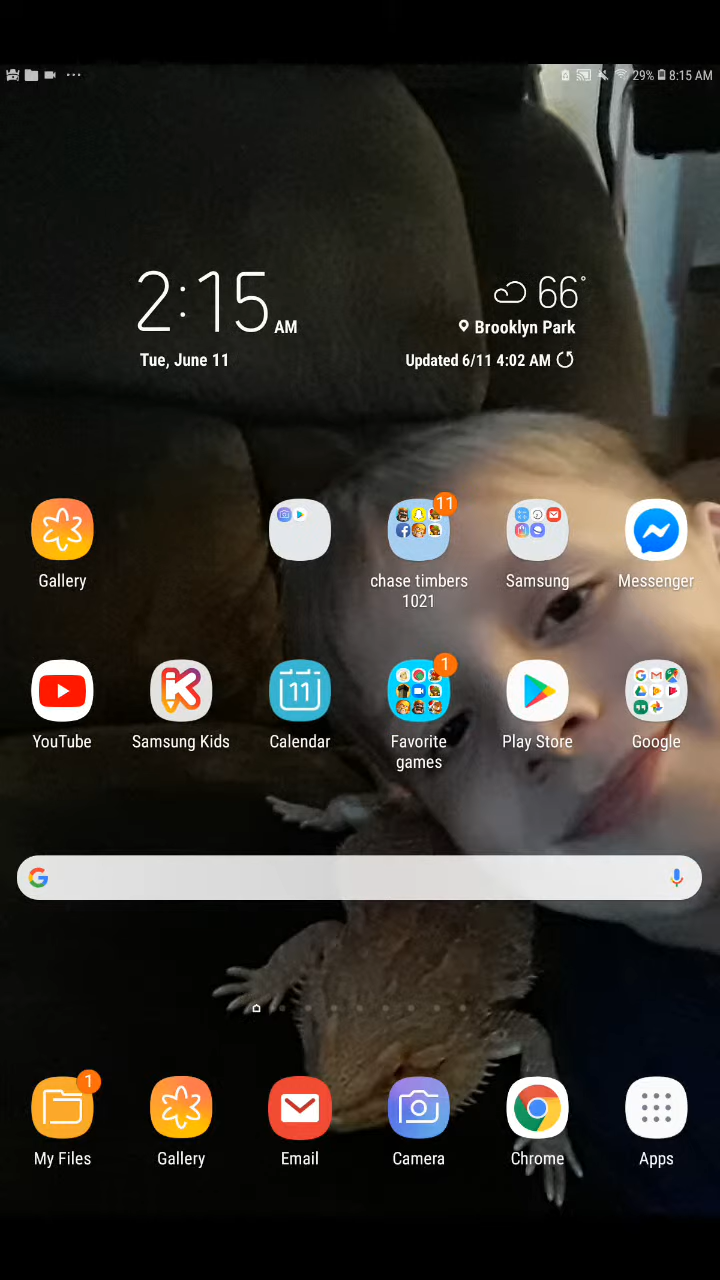 29% 8:15 AM
2:15 AM
Tue, June 11
66°
Brooklyn Park
Updated 6/11 4:02 AM
Gallery
11
chase timbers
1021
Samsung
Messenger
YouTube
Samsung Kids
11
Calendar
1
Favorite
games
Play Store
Google
1
My Files
Gallery
Email
Camera
Chrome
Apps